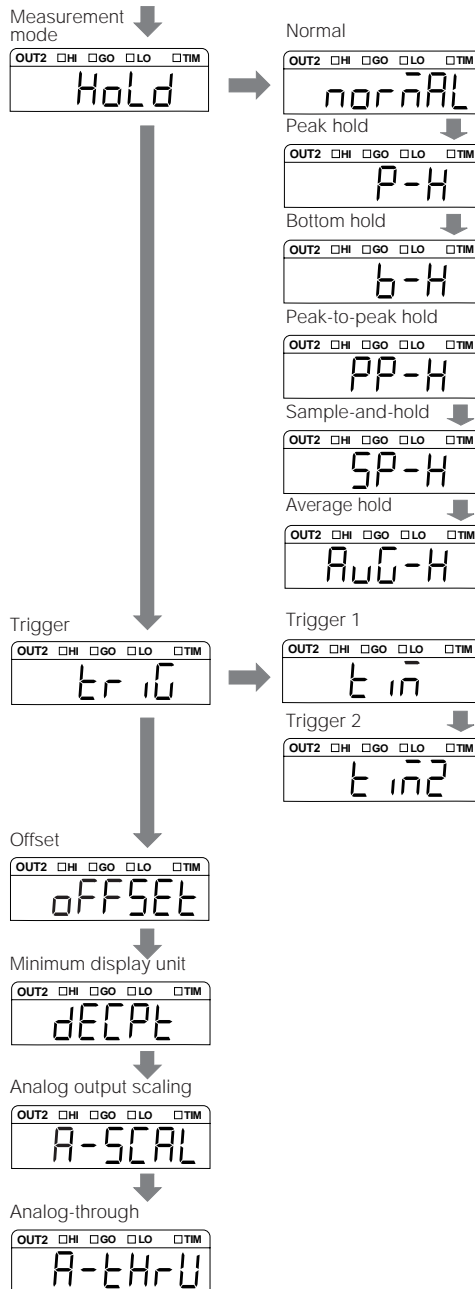 Measurement
mode
OUT2 □HI □GO □LO □TIM
HoLd
Normal
OUT2 □HI □GO □LO □TIM
normAL
Peak hold
OUT2 □HI □GO □LO □TIM
P-H
Bottom hold
OUT2 □HI □GO □LO □TIM
b-H
Peak-to-peak hold
OUT2 □HI □GO □LO □TIM
PP-H
Sample-and-hold
OUT2 □HI □GO □LO □TIM
SP-H
Average hold
OUT2 □HI □GO □LO □TIM
AvG-H
Trigger
OUT2 □HI □GO □LO □TIM
triG
Trigger 1
OUT2 □HI □GO □LO □TIM
tim
Trigger 2
OUT2 □HI □GO □LO □TIM
tim2
Offset
OUT2 □HI □GO □LO □TIM
oFFSEt
Minimum display unit
OUT2 □HI □GO □LO □TIM
dECPt
Analog output scaling
OUT2 □HI □GO □LO □TIM
A-SCAL
Analog-through
OUT2 □HI □GO □LO □TIM
A-tHrU